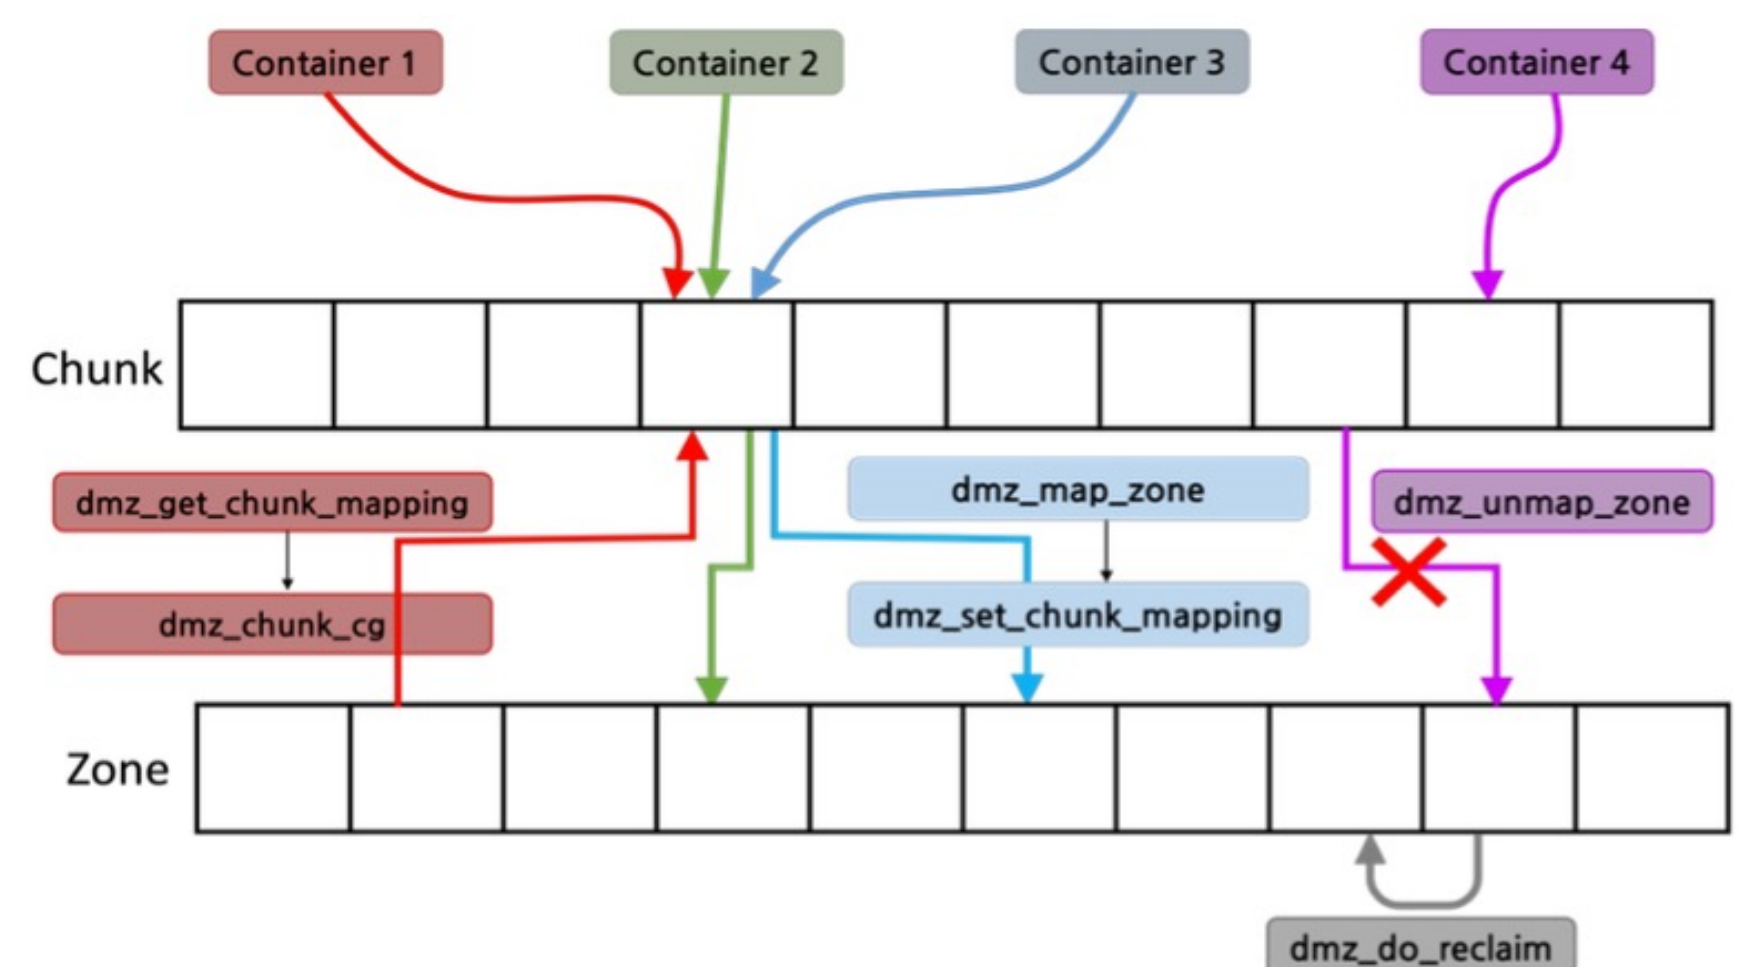 Container 1
Container 2
Container 3
Container 4
Chunk
dmz_get_chunk_mapping
dmz_map_zone
dmz_unmap_zone
dmz_chunk_cg
dmz_set_chunk_mapping
Zone
dmz_do_reclaim